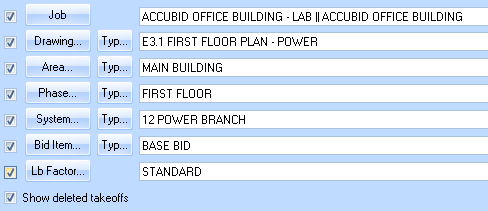 Job ACCUBID OFFICE BUILDING - LAB || ACCUBID OFFICE BUILDING
Drawing... Typ... E3.1 FIRST FLOOR PLAN - POWER
Area... Typ... MAIN BUILDING
Phase... Typ... FIRST FLOOR
System... Typ... 12 POWER BRANCH
Bid Item... Typ... BASE BID
Lb Factor... STANDARD
Show deleted takeoffs